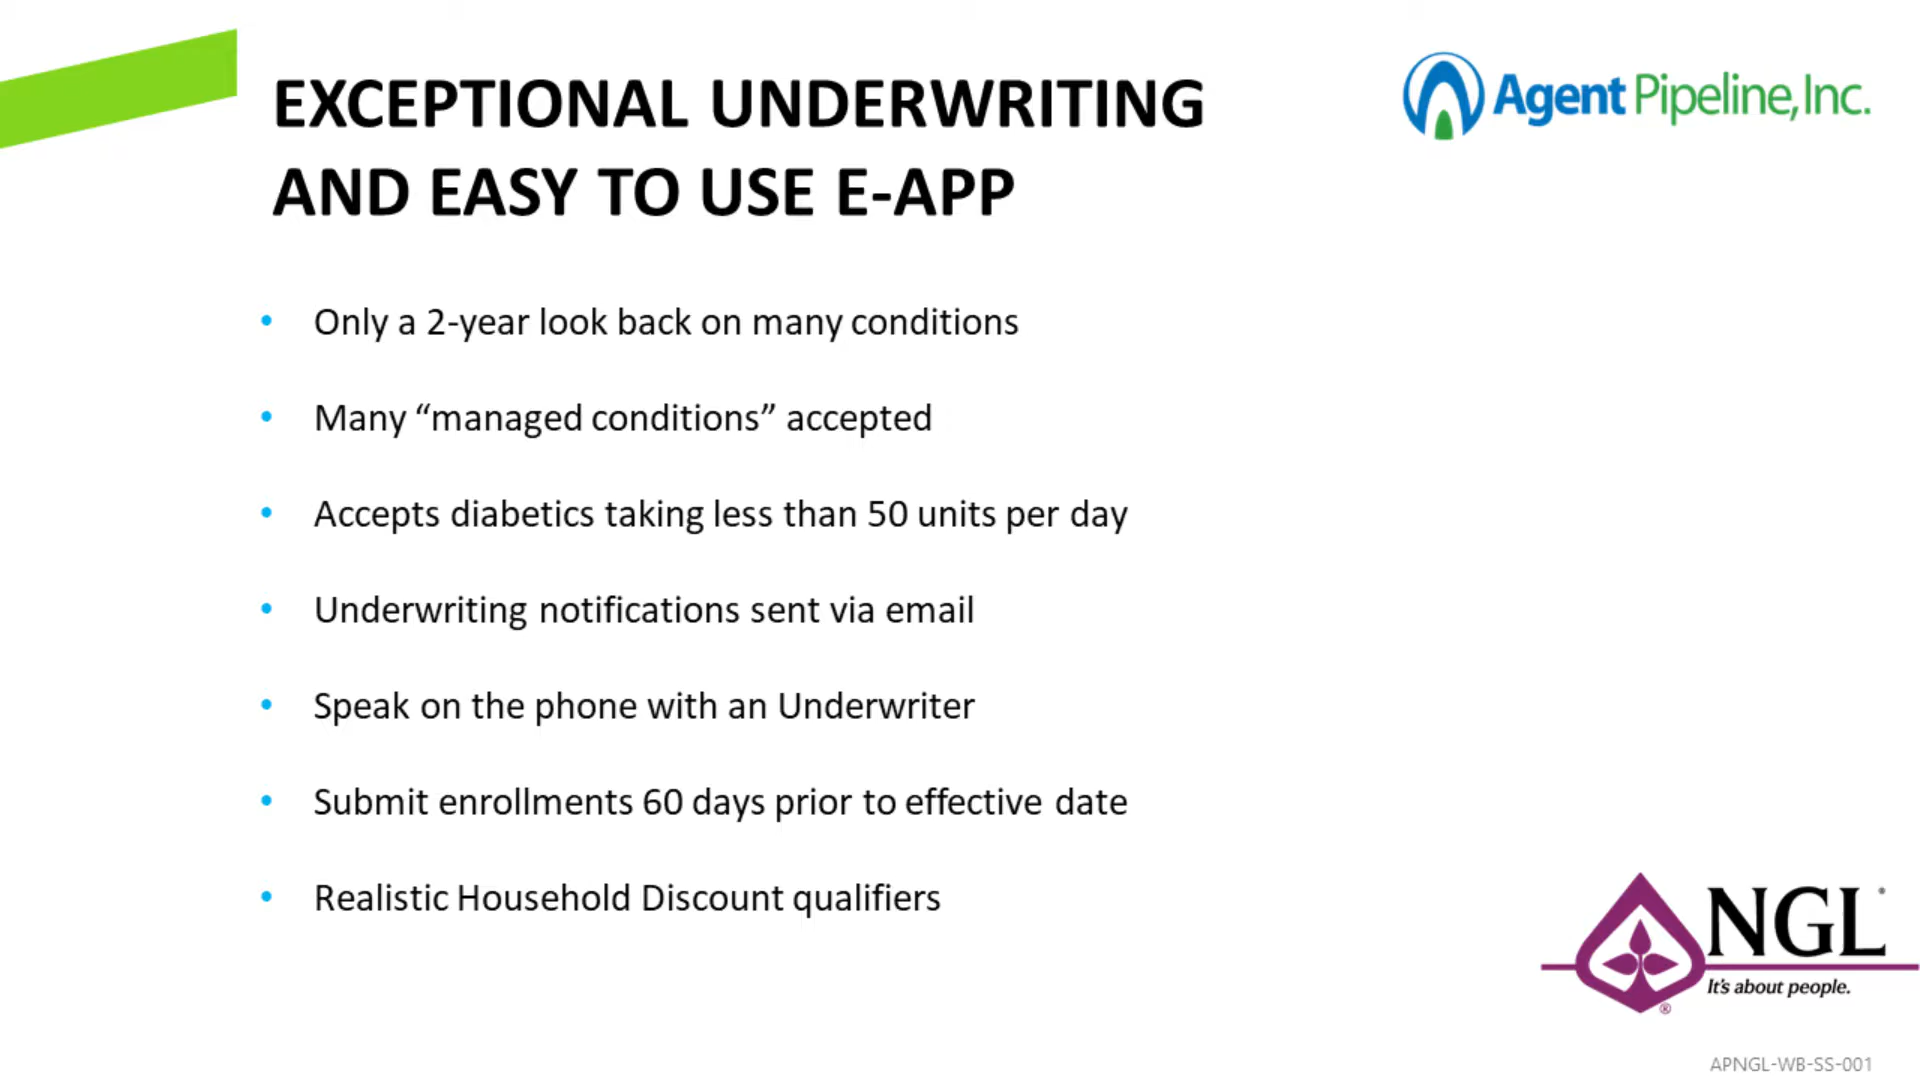 EXCEPTIONAL UNDERWRITING
AND EASY TO USE E-APP
Agent Pipeline, Inc.
• Only a 2-year look back on many conditions
• Many “managed conditions” accepted
• Accepts diabetics taking less than 50 units per day
• Underwriting notifications sent via email
• Speak on the phone with an Underwriter
• Submit enrollments 60 days prior to effective date
• Realistic Household Discount qualifiers
NGL®
It's about people.
®
APNGL-WB-SS-001